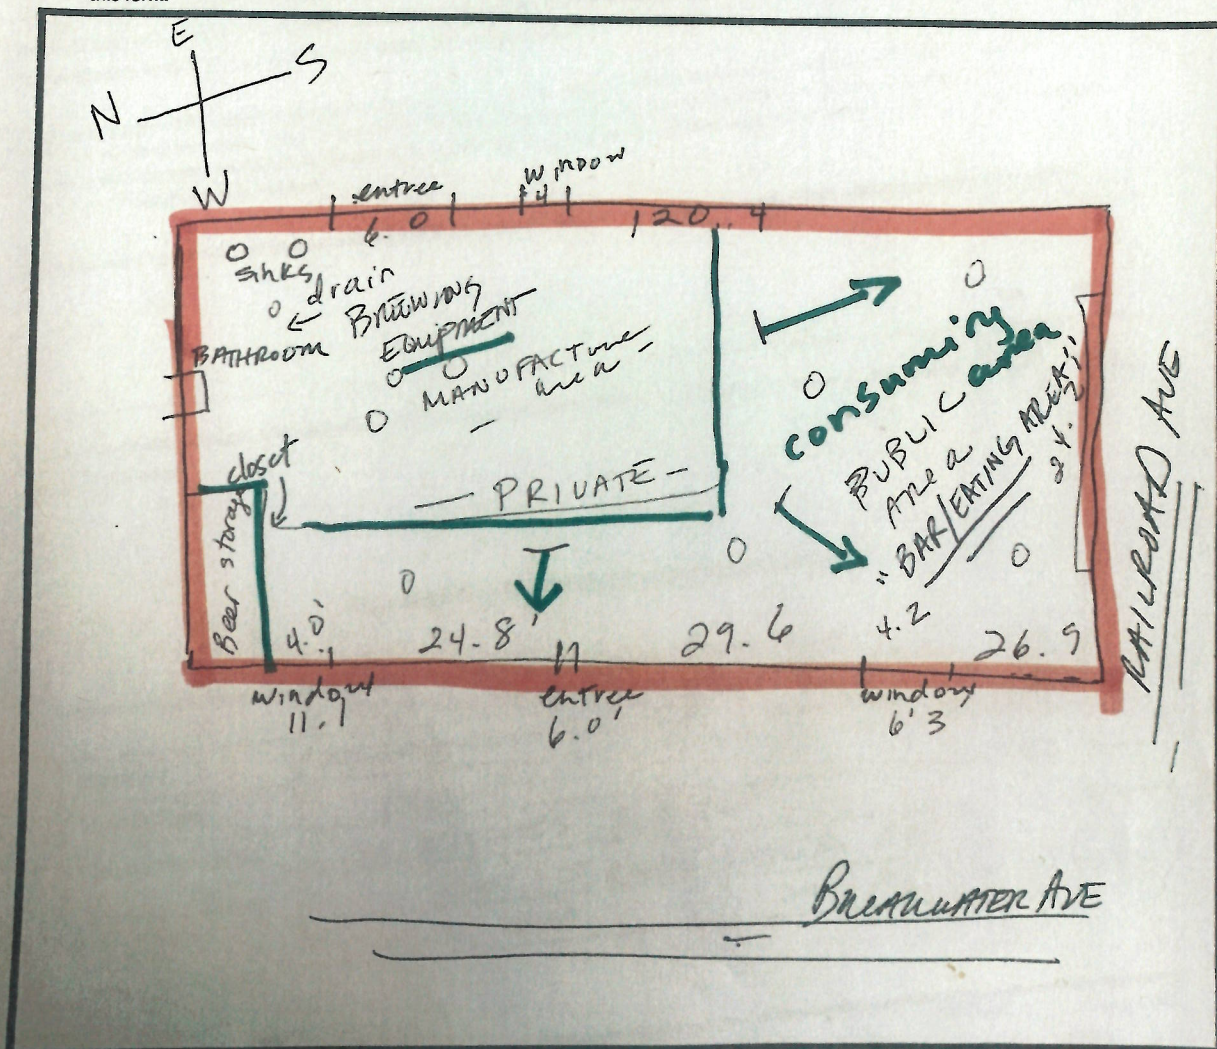 E
S
N
W
entree
6.0
window
4
120..4
sinks
drain
BREWING
EQUIPMENT
BATHROOM
MANUFACTURE
Area
closet
Beer storage
- PRIVATE -
consuming
area
PUBLIC
Area
"BAR/EATING AREA"
24.2
4.0'
24.8'
29.6
4.2
26.9
window
11.1
entree
6.0'
window
6'3
RAILROAD AVE
BREAKWATER AVE